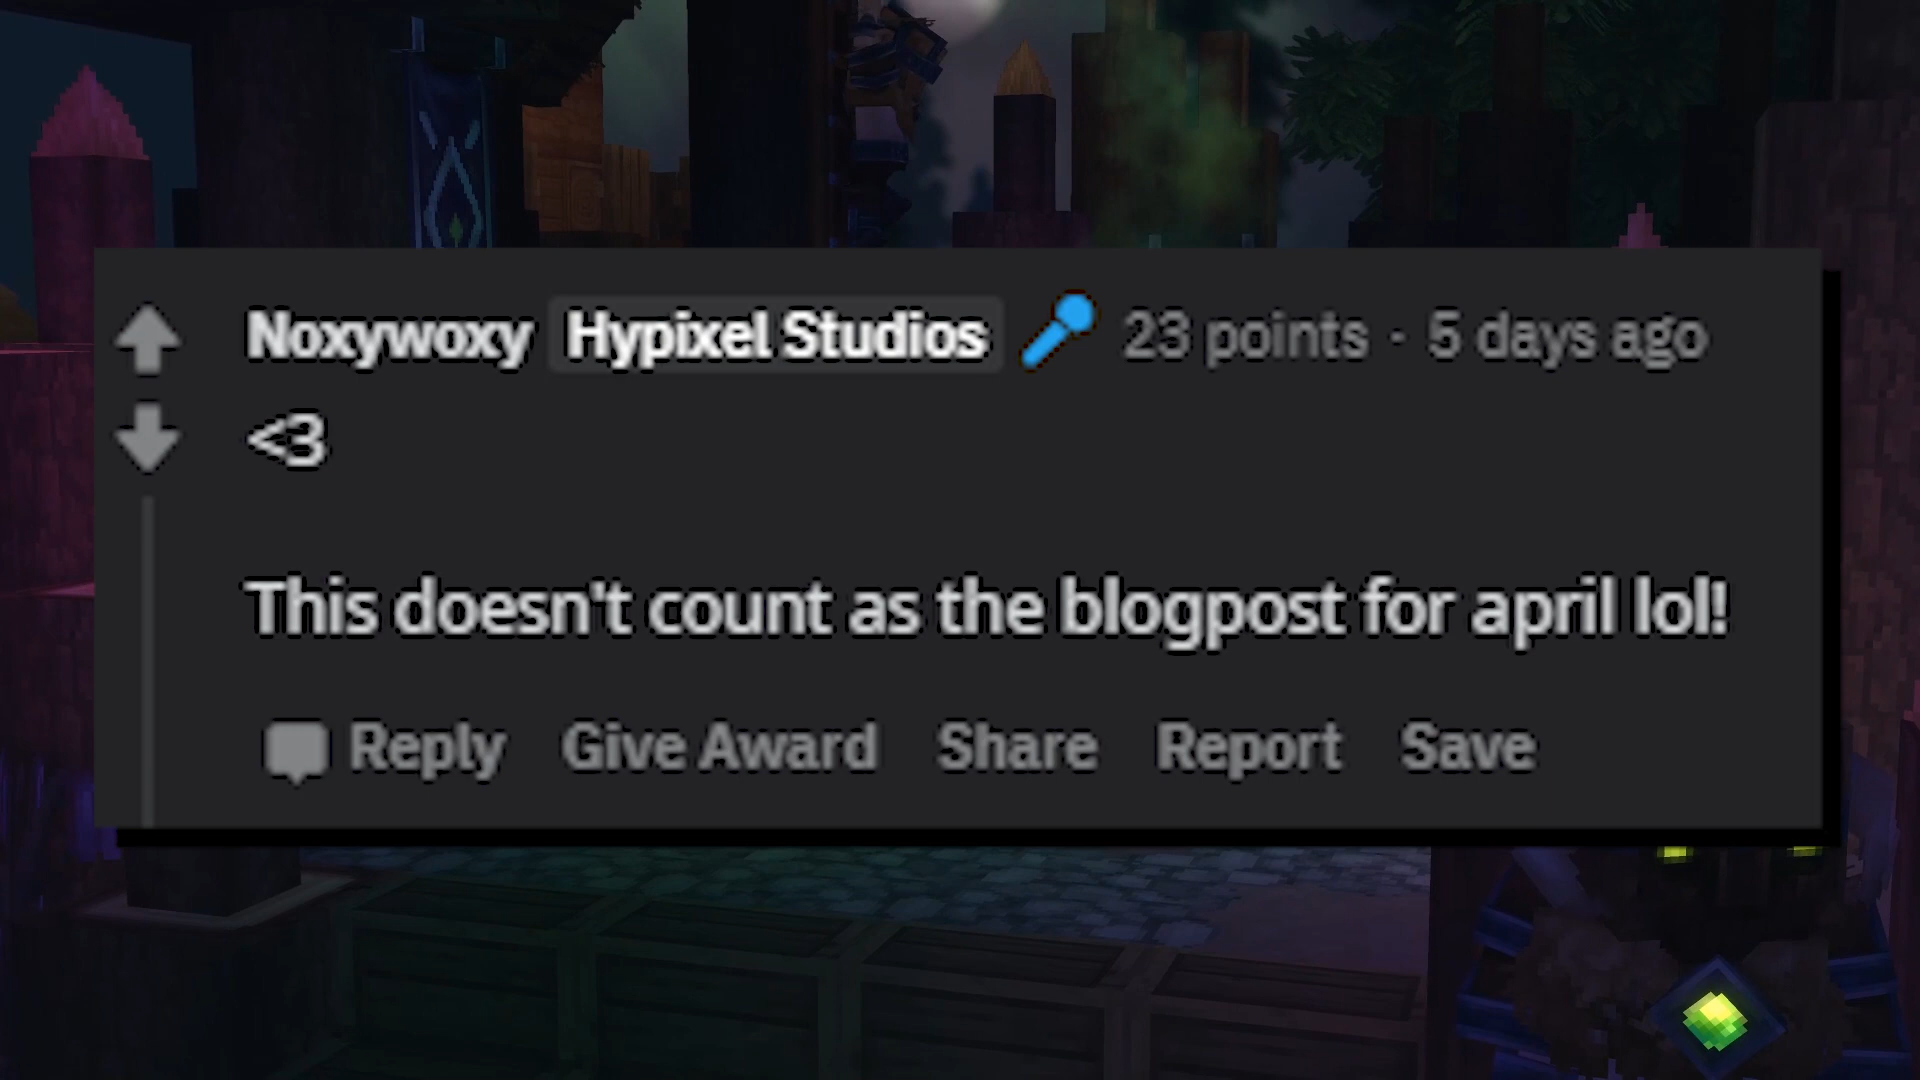 Noxywoxy Hypixel Studios 23 points · 5 days ago
<3
This doesn't count as the blogpost for april lol!
Reply Give Award Share Report Save